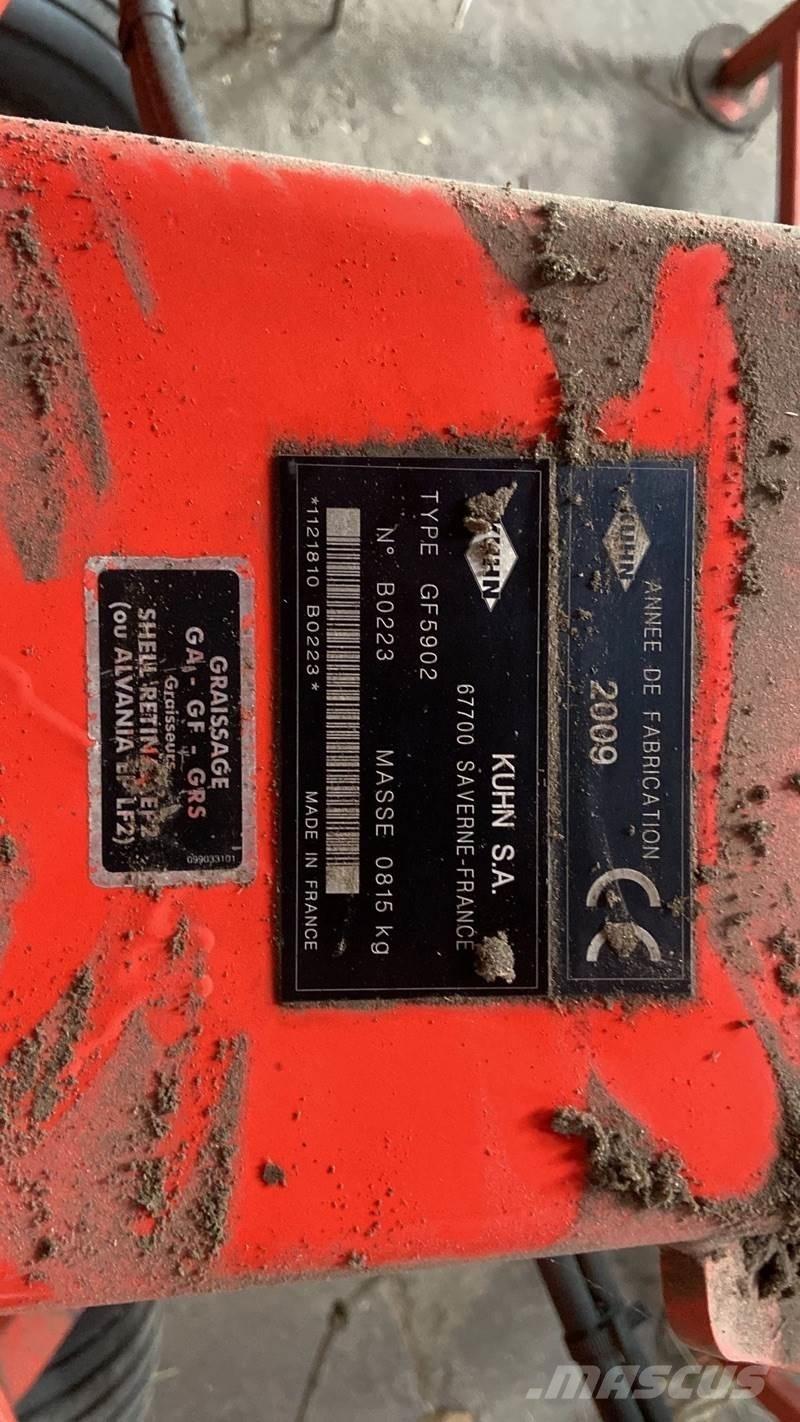 KUHN
ANNEE DE FABRICATION
2009
CE
KUHN
KUHN S.A.
67700 SAVERNE-FRANCE
TYPE GF5902
N° B0223 MASSE 0815 kg
*1121810 B0223*
MADE IN FRANCE
GRAISSAGE
GA - GF - GRS
Graisseurs
SHELL RETINAX EP2
(ou ALVANIA EP LF2)
099033101
MASCUS